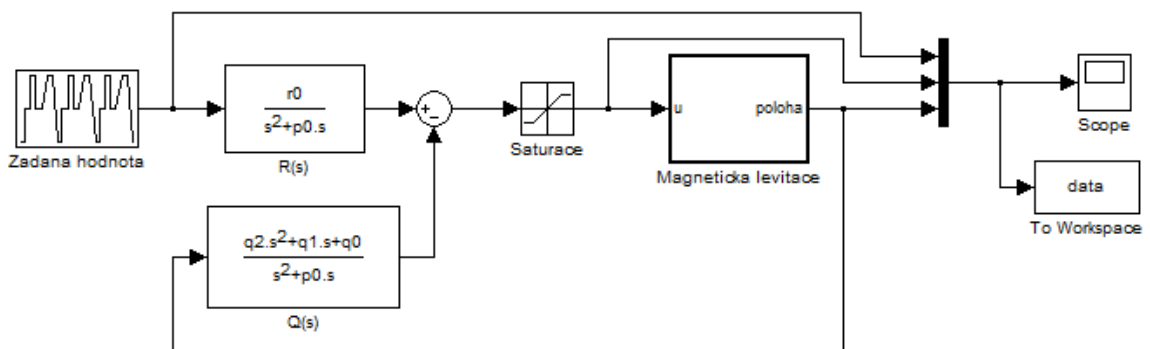 Zadana hodnota
r0
s²+p0.s
R(s)
+
−
Saturace
u
poloha
Magneticka levitace
Scope
data
To Workspace
q2.s²+q1.s+q0
s²+p0.s
Q(s)